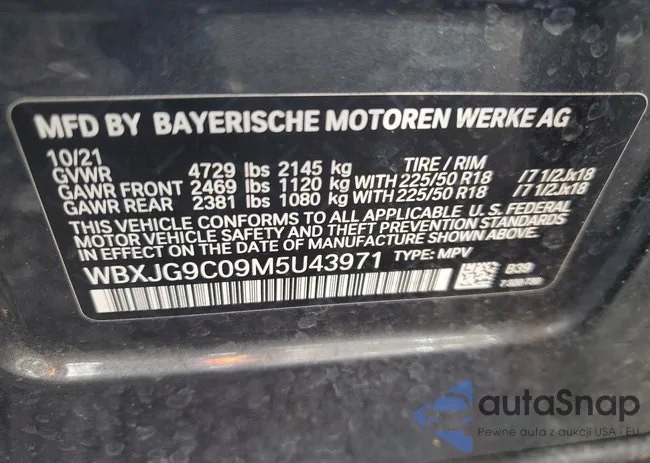 MFD BY BAYERISCHE MOTOREN WERKE AG
10/21
GVWR 4729 lbs 2145 kg TIRE / RIM
GAWR FRONT 2469 lbs 1120 kg WITH 225/50 R18 /7 1/2Jx18
GAWR REAR 2381 lbs 1080 kg WITH 225/50 R18 /7 1/2Jx18
THIS VEHICLE CONFORMS TO ALL APPLICABLE U. S. FEDERAL
MOTOR VEHICLE SAFETY AND THEFT PREVENTION STANDARDS
IN EFFECT ON THE DATE OF MANUFACTURE SHOWN ABOVE.
WBXJG9C09M5U43971 TYPE: MPV
B39
autoSnap
Pewne auta z aukcji USA - EU